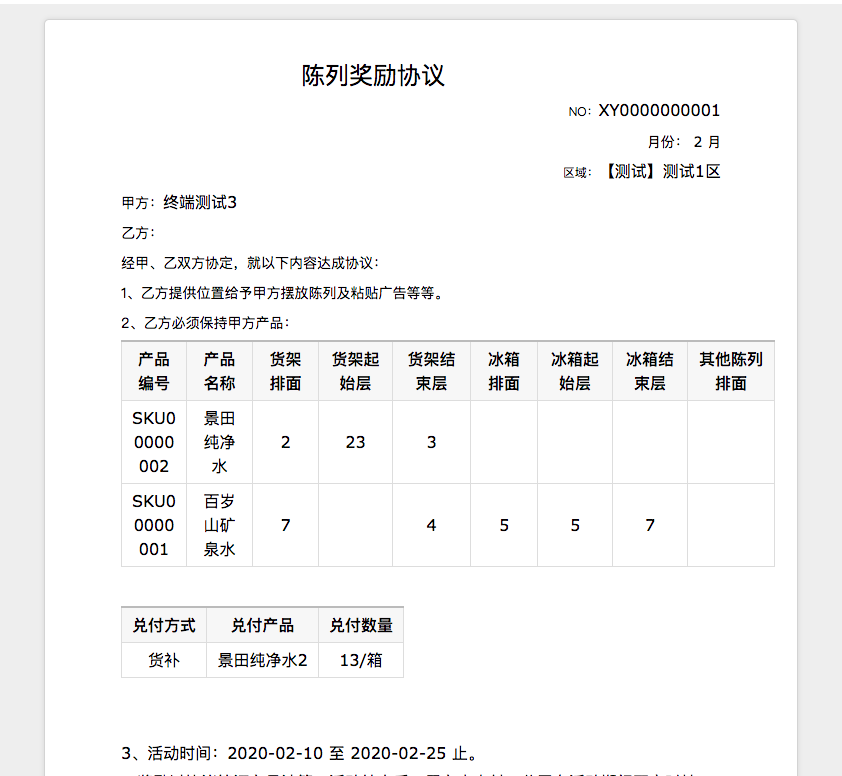 陈列奖励协议
NO：XY0000000001
月份： 2 月
区域：【测试】测试1区
甲方：终端测试3
乙方：
经甲、乙双方协定，就以下内容达成协议：
1、乙方提供位置给予甲方摆放陈列及粘贴广告等等。
2、乙方必须保持甲方产品：
产品编号 产品名称 货架排面 货架起始层 货架结束层 冰箱排面 冰箱起始层 冰箱结束层 其他陈列排面
SKU00000002 景田纯净水 2 23 3
SKU00000001 百岁山矿泉水 7 4 5 5 7
兑付方式 兑付产品 兑付数量
货补 景田纯净水2 13/箱
3、活动时间：2020-02-10 至 2020-02-25 止。